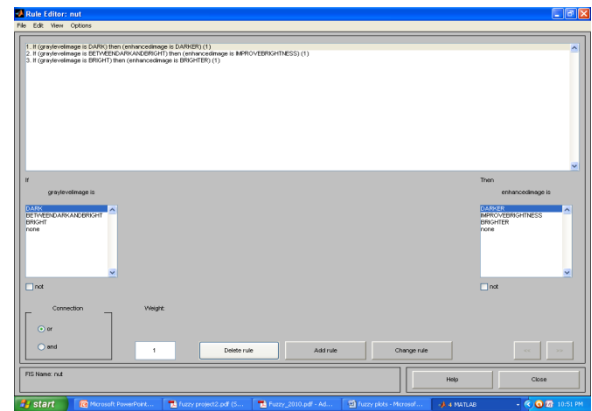 Rule Editor: nut
File Edit View Options
1. If (graylevelimage is DARK) then (enhancedimage is DARKER) (1)
2. If (graylevelimage is BETWEENDARKANDBRIGHT) then (enhancedimage is IMPROVEBRIGHTNESS) (1)
3. If (graylevelimage is BRIGHT) then (enhancedimage is BRIGHTER) (1)
If
Then
graylevelimage is
enhancedimage is
DARK
BETWEENDARKANDBRIGHT
BRIGHT
none
DARKER
IMPROVEBRIGHTNESS
BRIGHTER
none
not
not
Connection
Weight:
or
and
1
Delete rule
Add rule
Change rule
<<
>>
FIS Name: nut
Help
Close
start
Microsoft PowerPoint...
Fuzzy project2.pdf (S...
Fuzzy_2010.pdf - Ad...
Fuzzy plots - Microsof...
4 MATLAB
10:51 PM